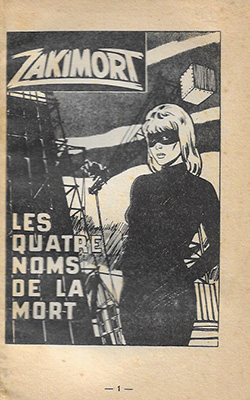 ZAKIMORT
LES
QUATRE
NOMS
DE LA
MORT
— 1 —